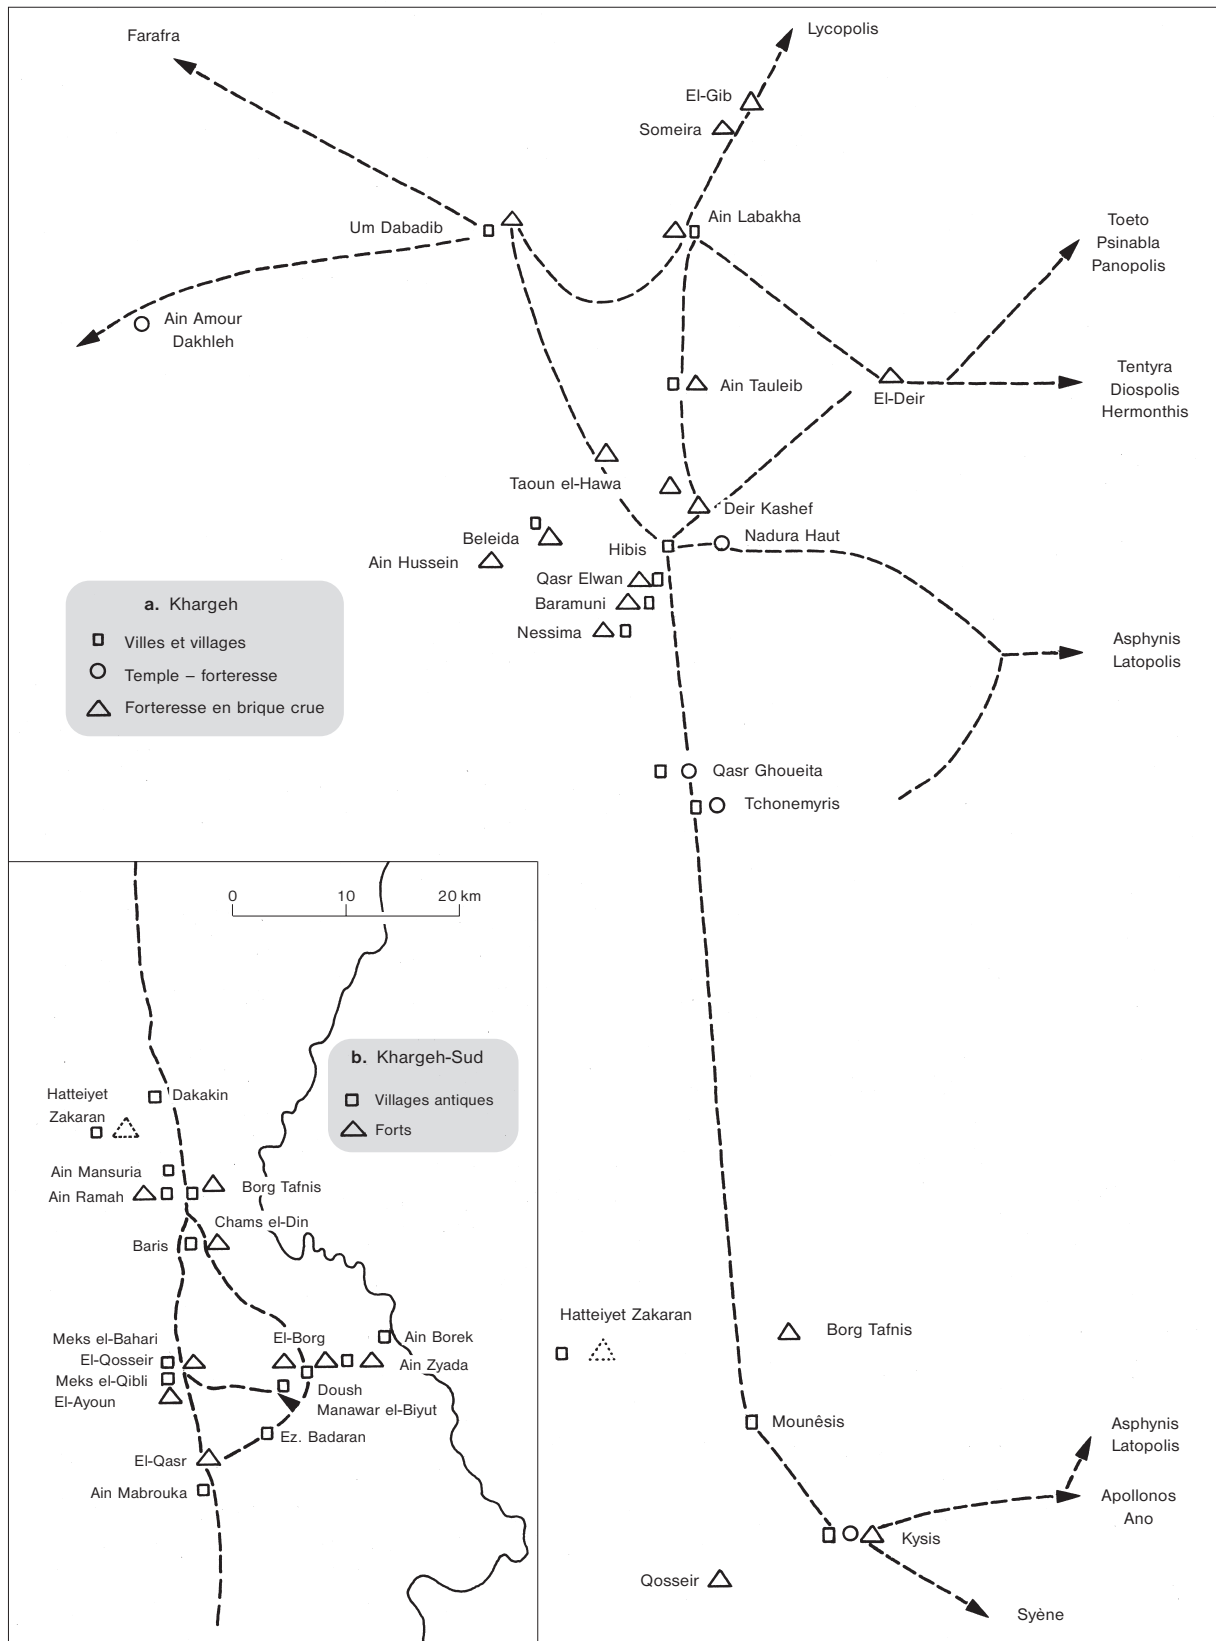 Farafra
Lycopolis
El-Gib
Someira
Um Dabadib
Ain Labakha
Toeto
Psinabla
Panopolis
Ain Amour
Dakhleh
Ain Tauleib
El-Deir
Tentyra
Diospolis
Hermonthis
Taoun el-Hawa
Deir Kashef
Beleida
Hibis
Nadura Haut
Ain Hussein
Qasr Elwan
Baramuni
Nessima
Asphynis
Latopolis
a. Khargeh
Villes et villages
Temple – forteresse
Forteresse en brique crue
Qasr Ghoueita
Tchonemyris
0 10 20 km
b. Khargeh-Sud
Villages antiques
Forts
Hatteiyet
Zakaran
Dakakin
Ain Mansuria
Ain Ramah
Borg Tafnis
Chams el-Din
Baris
Meks el-Bahari
El-Borg
Ain Borek
El-Qosseir
Ain Zyada
Meks el-Qibli
Doush
El-Ayoun
Manawar el-Biyut
Ez. Badaran
El-Qasr
Ain Mabrouka
Hatteiyet Zakaran
Borg Tafnis
Mounêsis
Asphynis
Latopolis
Apollonos
Ano
Kysis
Qosseir
Syène